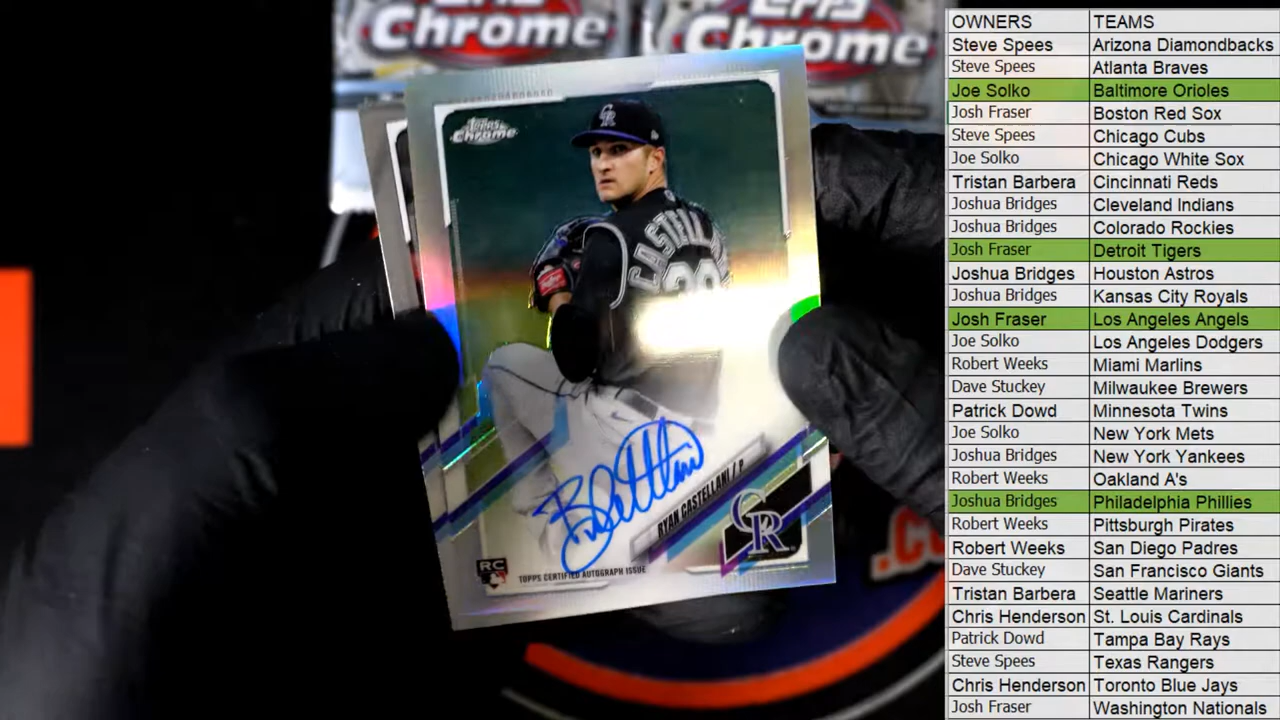 Chrome
Topps
Chrome
Topps
Chrome
CR
CASTELLANI
RYAN CASTELLANI / P
CR
RC
TOPPS CERTIFIED AUTOGRAPH ISSUE
OWNERS TEAMS
Steve Spees Arizona Diamondbacks
Steve Spees Atlanta Braves
Joe Solko Baltimore Orioles
Josh Fraser Boston Red Sox
Steve Spees Chicago Cubs
Joe Solko Chicago White Sox
Tristan Barbera Cincinnati Reds
Joshua Bridges Cleveland Indians
Joshua Bridges Colorado Rockies
Josh Fraser Detroit Tigers
Joshua Bridges Houston Astros
Joshua Bridges Kansas City Royals
Josh Fraser Los Angeles Angels
Joe Solko Los Angeles Dodgers
Robert Weeks Miami Marlins
Dave Stuckey Milwaukee Brewers
Patrick Dowd Minnesota Twins
Joe Solko New York Mets
Joshua Bridges New York Yankees
Robert Weeks Oakland A's
Joshua Bridges Philadelphia Phillies
Robert Weeks Pittsburgh Pirates
Robert Weeks San Diego Padres
Dave Stuckey San Francisco Giants
Tristan Barbera Seattle Mariners
Chris Henderson St. Louis Cardinals
Patrick Dowd Tampa Bay Rays
Steve Spees Texas Rangers
Chris Henderson Toronto Blue Jays
Josh Fraser Washington Nationals